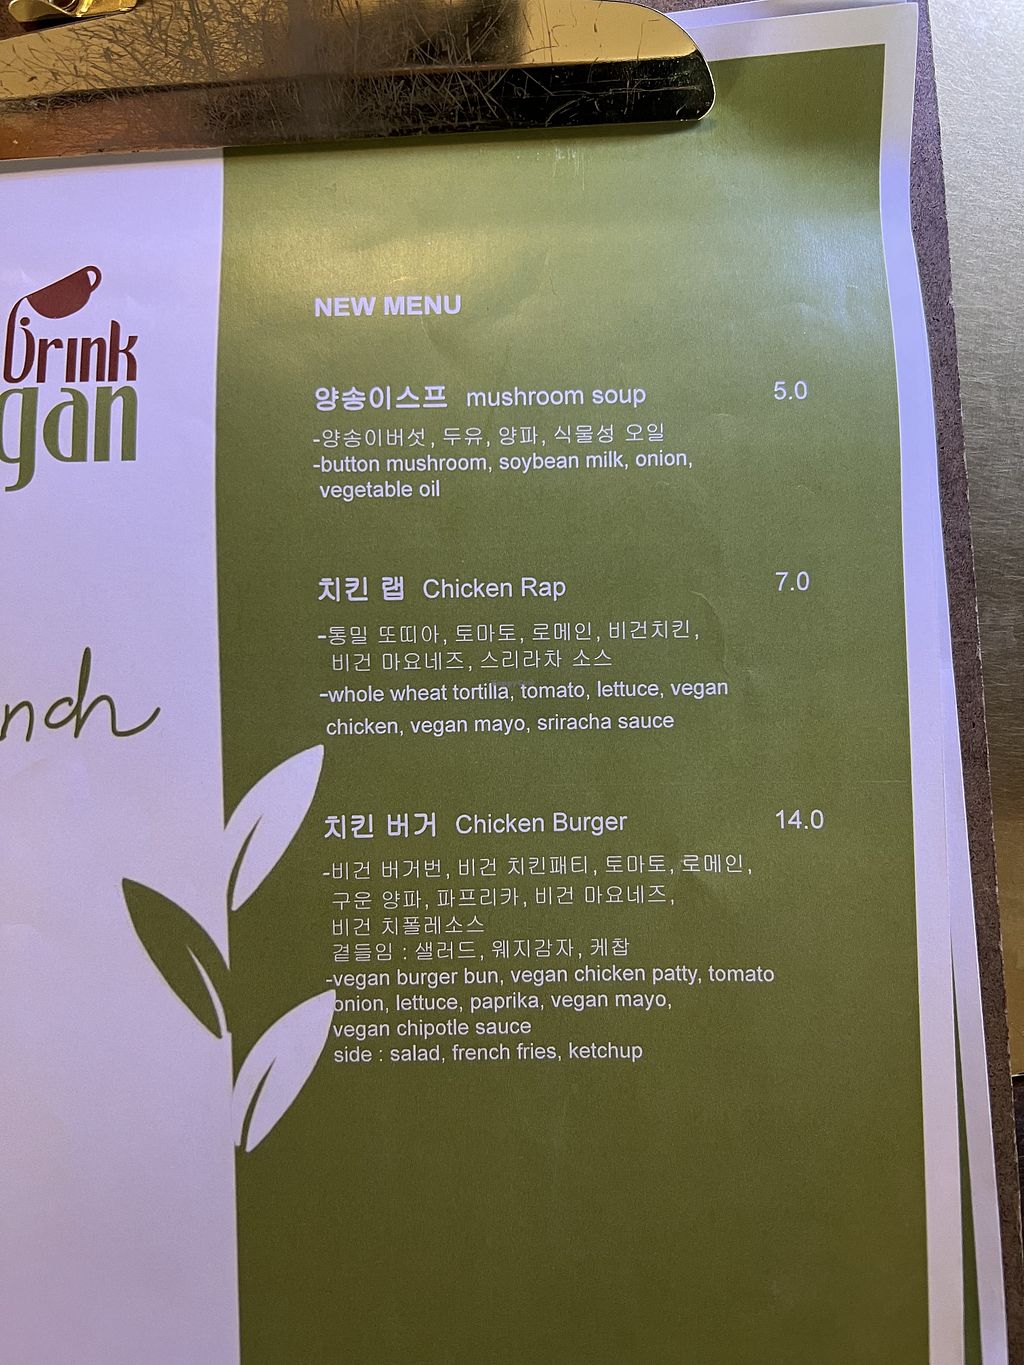 Drink
gan
nch
NEW MENU
양송이스프 mushroom soup 5.0
-양송이버섯, 두유, 양파, 식물성 오일
-button mushroom, soybean milk, onion,
vegetable oil
치킨 랩 Chicken Rap 7.0
-통밀 또띠아, 토마토, 로메인, 비건치킨,
비건 마요네즈, 스리라차 소스
-whole wheat tortilla, tomato, lettuce, vegan
chicken, vegan mayo, sriracha sauce
치킨 버거 Chicken Burger 14.0
-비건 버거번, 비건 치킨패티, 토마토, 로메인,
구운 양파, 파프리카, 비건 마요네즈,
비건 치폴레소스
곁들임 : 샐러드, 웨지감자, 케찹
-vegan burger bun, vegan chicken patty, tomato
onion, lettuce, paprika, vegan mayo,
vegan chipotle sauce
side : salad, french fries, ketchup